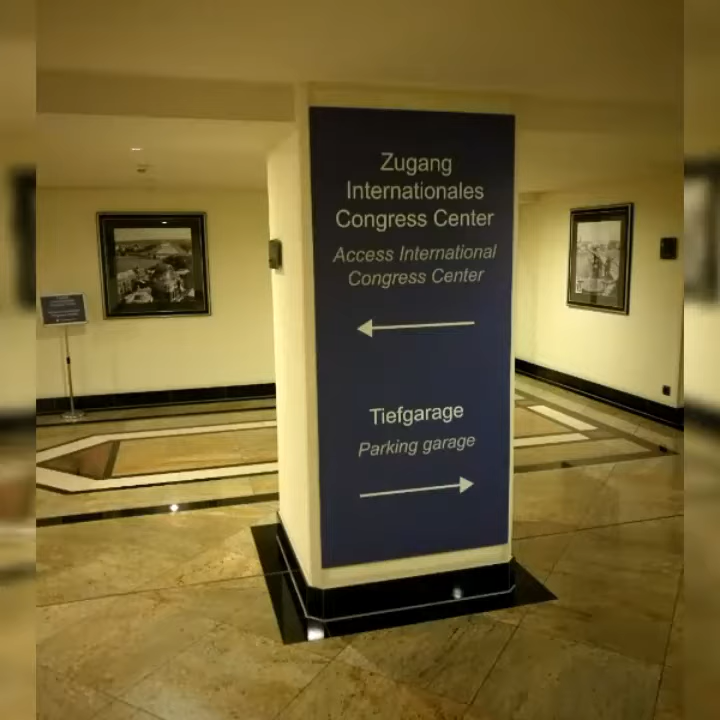 Zugang
Internationales
Congress Center
Access International
Congress Center
Tiefgarage
Parking garage